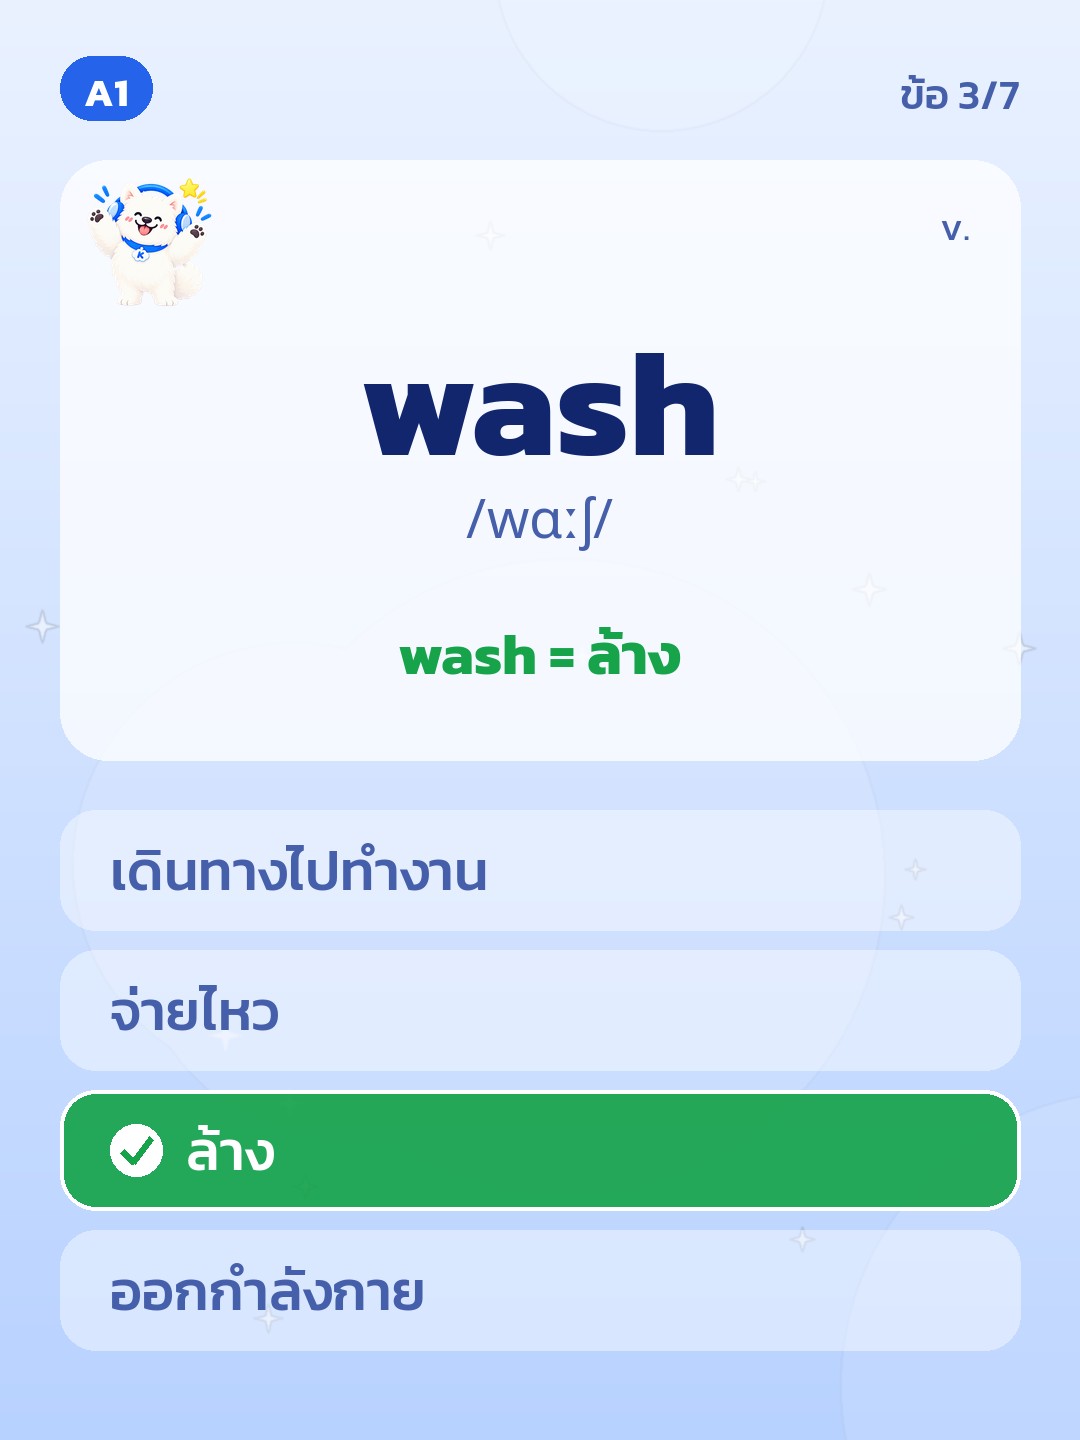 A1
ข้อ 3/7
K
v.
wash
/wɑːʃ/
wash = ล้าง
เดินทางไปทำงาน
จ่ายไหว
ล้าง
ออกกำลังกาย